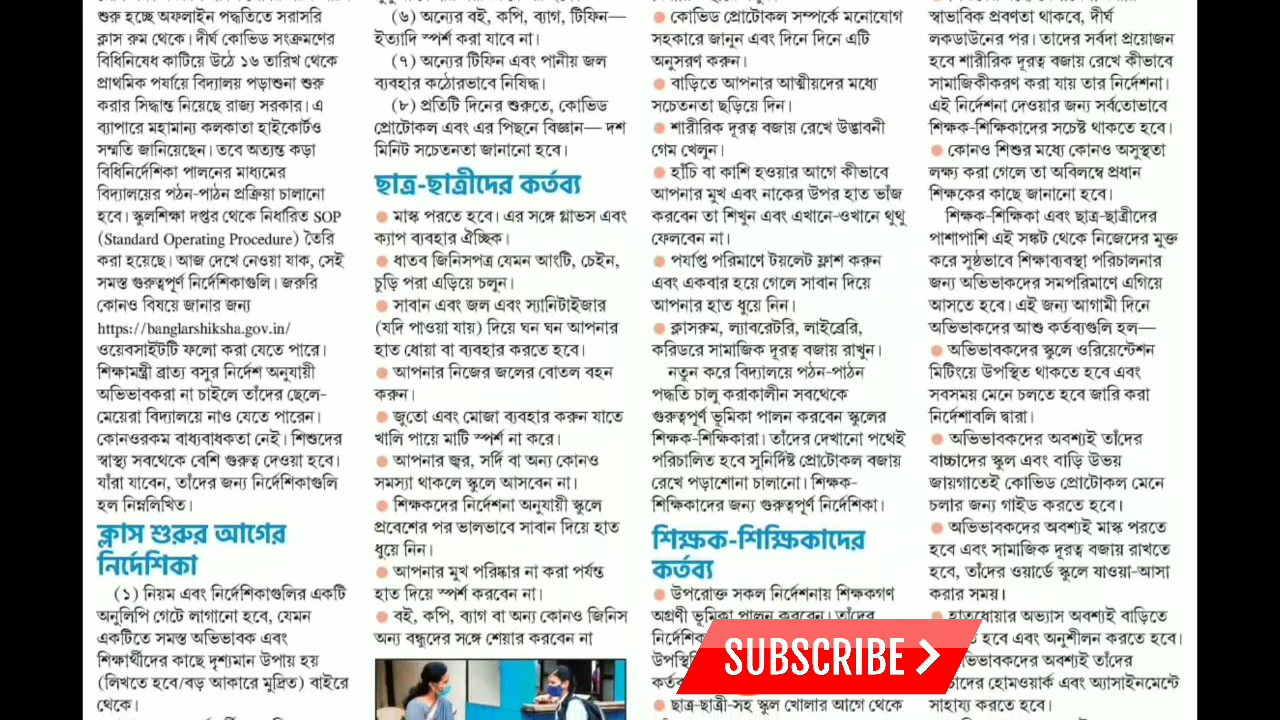 শুরু হচ্ছে অফলাইন পদ্ধতিতে সরাসরি
ক্লাস রুম থেকে। দীর্ঘ কোভিড সংক্রমণের
বিধিনিষেধ কাটিয়ে উঠে ১৬ তারিখ থেকে
প্রাথমিক পর্যায়ে বিদ্যালয় পড়াশুনা শুরু
করার সিদ্ধান্ত নিয়েছে রাজ্য সরকার। এ
ব্যাপারে মহামান্য কলকাতা হাইকোর্টও
সম্মতি জানিয়েছেন। তবে অত্যন্ত কড়া
বিধিনির্দেশিকা পালনের মাধ্যমের
বিদ্যালয়ের পঠন-পাঠন প্রক্রিয়া চালানো
হবে। স্কুলশিক্ষা দপ্তর থেকে নির্ধারিত SOP
(Standard Operating Procedure) তৈরি
করা হয়েছে। আজ দেখে নেওয়া যাক, সেই
সমস্ত গুরুত্বপূর্ণ নির্দেশিকাগুলি। জরুরি
কোনও বিষয়ে জানার জন্য
https://banglarshiksha.gov.in/
ওয়েবসাইটটি ফলো করা যেতে পারে।
শিক্ষামন্ত্রী ব্রাত্য বসুর নির্দেশ অনুযায়ী
অভিভাবকরা না চাইলে তাঁদের ছেলে-
মেয়েরা বিদ্যালয়ে নাও যেতে পারেন।
কোনওরকম বাধ্যবাধকতা নেই। শিশুদের
স্বাস্থ্য সবথেকে বেশি গুরুত্ব দেওয়া হবে।
যাঁরা যাবেন, তাঁদের জন্য নির্দেশিকাগুলি
হল নিম্নলিখিত।
ক্লাস শুরুর আগের
নির্দেশিকা
(১) নিয়ম এবং নির্দেশিকাগুলির একটি
অনুলিপি গেটে লাগানো হবে, যেমন
একটিতে সমস্ত অভিভাবক এবং
শিক্ষার্থীদের কাছে দৃশ্যমান উপায় হয়
(লিখতে হবে/বড় আকারে মুদ্রিত) বাইরে
থেকে।
(৬) অন্যের বই, কপি, ব্যাগ, টিফিন—
ইত্যাদি স্পর্শ করা যাবে না।
(৭) অন্যের টিফিন এবং পানীয় জল
ব্যবহার কঠোরভাবে নিষিদ্ধ।
(৮) প্রতিটি দিনের শুরুতে, কোভিড
প্রোটোকল এবং এর পিছনে বিজ্ঞান— দশ
মিনিট সচেতনতা জানানো হবে।
ছাত্র-ছাত্রীদের কর্তব্য
● মাস্ক পরতে হবে। এর সঙ্গে গ্লাভস এবং
ক্যাপ ব্যবহার ঐচ্ছিক।
● ধাতব জিনিসপত্র যেমন আংটি, চেইন,
চুড়ি পরা এড়িয়ে চলুন।
● সাবান এবং জল এবং স্যানিটাইজার
(যদি পাওয়া যায়) দিয়ে ঘন ঘন আপনার
হাত ধোয়া বা ব্যবহার করতে হবে।
● আপনার নিজের জলের বোতল বহন
করুন।
● জুতো এবং মোজা ব্যবহার করুন যাতে
খালি পায়ে মাটি স্পর্শ না করে।
● আপনার জ্বর, সর্দি বা অন্য কোনও
সমস্যা থাকলে স্কুলে আসবেন না।
● শিক্ষকদের নির্দেশনা অনুযায়ী স্কুলে
প্রবেশের পর ভালভাবে সাবান দিয়ে হাত
ধুয়ে নিন।
● আপনার মুখ পরিষ্কার না করা পর্যন্ত
হাত দিয়ে স্পর্শ করবেন না।
● বই, কপি, ব্যাগ বা অন্য কোনও জিনিস
অন্য বন্ধুদের সঙ্গে শেয়ার করবেন না
● কোভিড প্রোটোকল সম্পর্কে মনোযোগ
সহকারে জানুন এবং দিনে দিনে এটি
অনুসরণ করুন।
● বাড়িতে আপনার আত্মীয়দের মধ্যে
সচেতনতা ছড়িয়ে দিন।
● শারীরিক দূরত্ব বজায় রেখে উদ্ভাবনী
গেম খেলুন।
● হাঁচি বা কাশি হওয়ার আগে কীভাবে
আপনার মুখ এবং নাকের উপর হাত ভাঁজ
করবেন তা শিখুন এবং এখানে-ওখানে থুথু
ফেলবেন না।
● পর্যাপ্ত পরিমাণে টয়লেট ফ্লাশ করুন
এবং একবার হয়ে গেলে সাবান দিয়ে
আপনার হাত ধুয়ে নিন।
● ক্লাসরুম, ল্যাবরেটরি, লাইব্রেরি,
করিডরে সামাজিক দূরত্ব বজায় রাখুন।
নতুন করে বিদ্যালয়ে পঠন-পাঠন
পদ্ধতি চালু করাকালীন সবথেকে
গুরুত্বপূর্ণ ভূমিকা পালন করবেন স্কুলের
শিক্ষক-শিক্ষিকারা। তাঁদের দেখানো পথেই
পরিচালিত হবে সুনির্দিষ্ট প্রোটোকল বজায়
রেখে পড়াশোনা চালানো। শিক্ষক-
শিক্ষিকাদের জন্য গুরুত্বপূর্ণ নির্দেশিকা।
শিক্ষক-শিক্ষিকাদের
কর্তব্য
● উপরোক্ত সকল নির্দেশনায় শিক্ষকগণ
অগ্রণী ভূমিকা পালন করবেন। তাঁদের
● ছাত্র-ছাত্রী-সহ স্কুল খোলার আগে থেকে
স্বাভাবিক প্রবণতা থাকবে, দীর্ঘ
লকডাউনের পর। তাদের সর্বদা প্রয়োজন
হবে শারীরিক দূরত্ব বজায় রেখে কীভাবে
সামাজিকীকরণ করা যায় তার নির্দেশনা।
এই নির্দেশনা দেওয়ার জন্য সর্বতোভাবে
শিক্ষক-শিক্ষিকাদের সচেষ্ট থাকতে হবে।
● কোনও শিশুর মধ্যে কোনও অসুস্থতা
লক্ষ্য করা গেলে তা অবিলম্বে প্রধান
শিক্ষকের কাছে জানানো হবে।
শিক্ষক-শিক্ষিকা এবং ছাত্র-ছাত্রীদের
পাশাপাশি এই সঙ্কট থেকে নিজেদের মুক্ত
করে সুষ্ঠভাবে শিক্ষাব্যবস্থা পরিচালনার
জন্য অভিভাবকদের সমপরিমাণে এগিয়ে
আসতে হবে। এই জন্য আগামী দিনে
অভিভাকদের আশু কর্তব্যগুলি হল—
● অভিভাবকদের স্কুলে ওরিয়েন্টেশন
মিটিংয়ে উপস্থিত থাকতে হবে এবং
সবসময় মেনে চলতে হবে জারি করা
নির্দেশাবলি দ্বারা।
● অভিভাবকদের অবশ্যই তাঁদের
বাচ্চাদের স্কুল এবং বাড়ি উভয়
জায়গাতেই কোভিড প্রোটোকল মেনে
চলার জন্য গাইড করতে হবে।
● অভিভাবকদের অবশ্যই মাস্ক পরতে
হবে এবং সামাজিক দূরত্ব বজায় রাখতে
হবে, তাঁদের ওয়ার্ডে স্কুলে যাওয়া-আসা
করার সময়।
● হাতধোয়ার অভ্যাস অবশ্যই বাড়িতে
হবে এবং অনুশীলন করতে হবে।
অবশ্যই তাঁদের
হোমওয়ার্ক এবং অ্যাসাইনমেন্টে
সাহায্য করতে হবে।
SUBSCRIBE